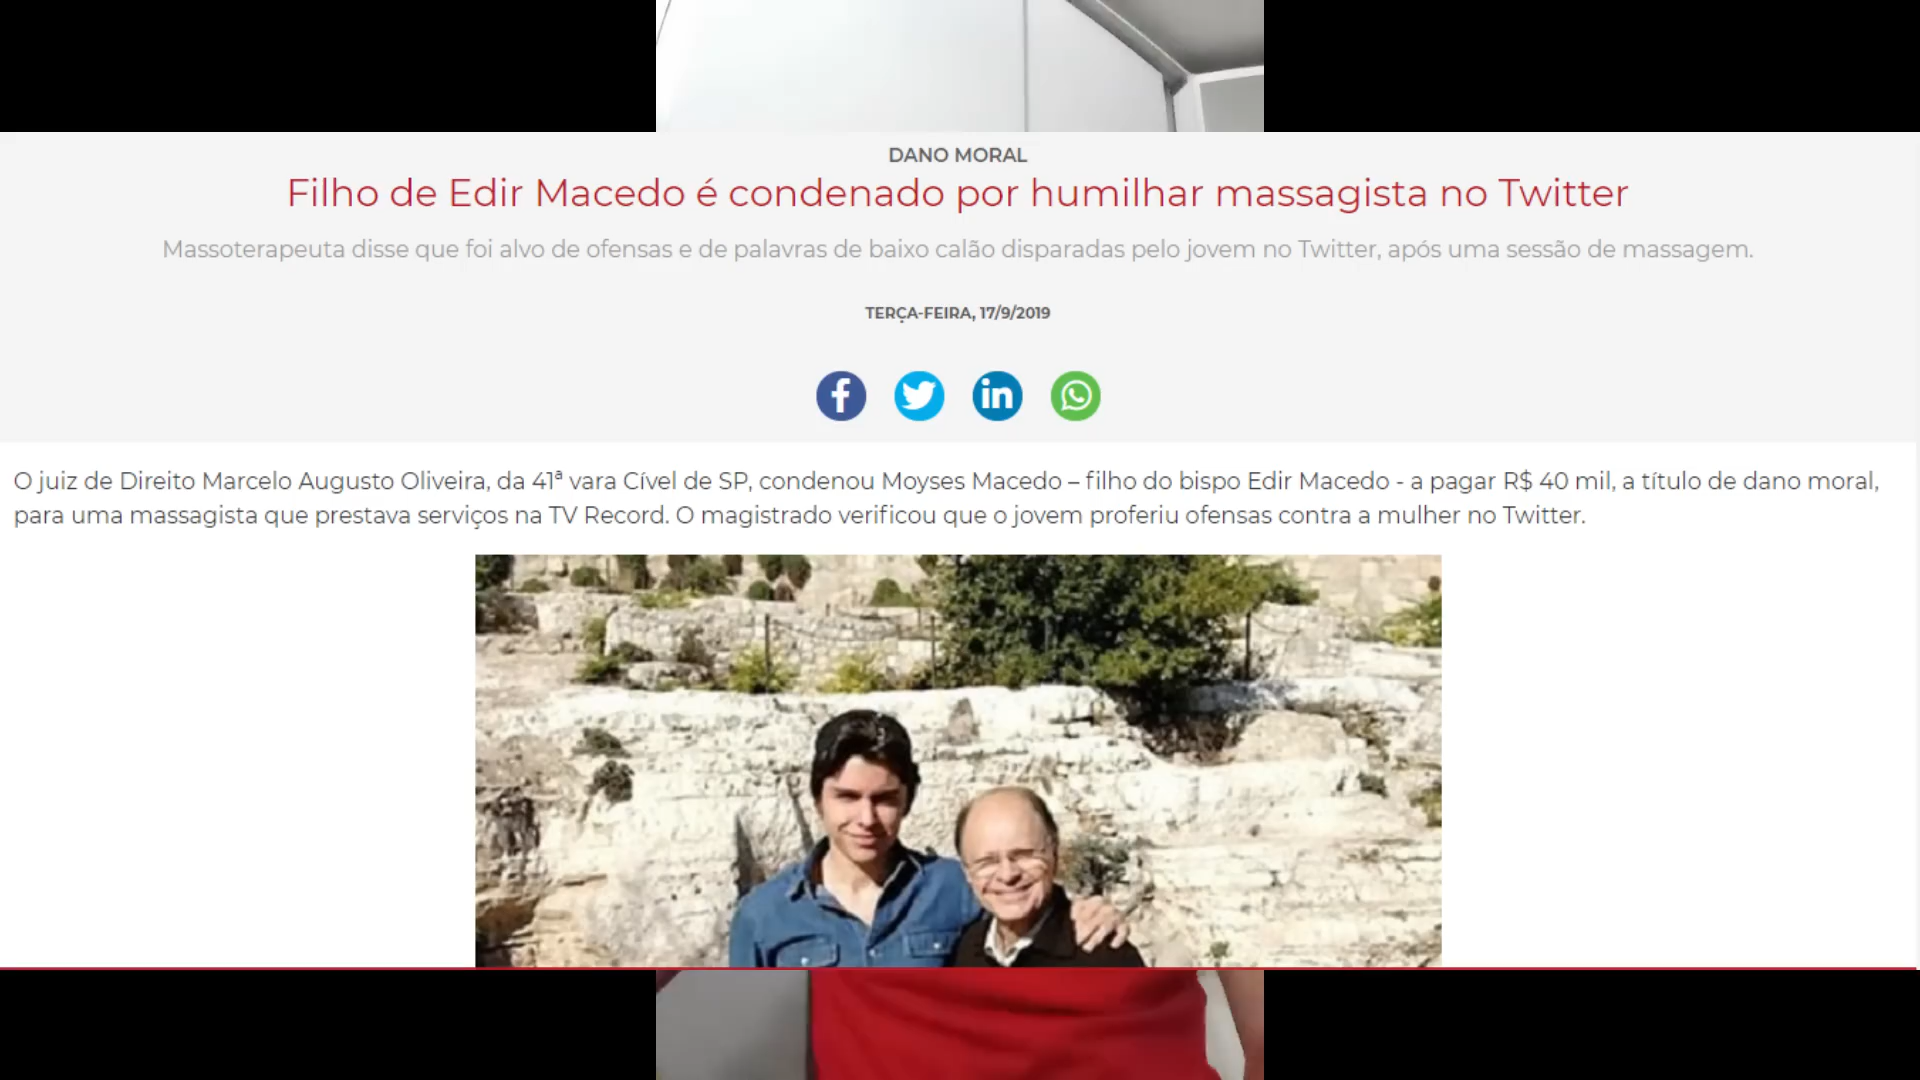 DANO MORAL
Filho de Edir Macedo é condenado por humilhar massagista no Twitter
Massoterapeuta disse que foi alvo de ofensas e de palavras de baixo calão disparadas pelo jovem no Twitter, após uma sessão de massagem.
TERÇA-FEIRA, 17/9/2019
O juiz de Direito Marcelo Augusto Oliveira, da 41ª vara Cível de SP, condenou Moyses Macedo – filho do bispo Edir Macedo - a pagar R$ 40 mil, a título de dano moral,
para uma massagista que prestava serviços na TV Record. O magistrado verificou que o jovem proferiu ofensas contra a mulher no Twitter.